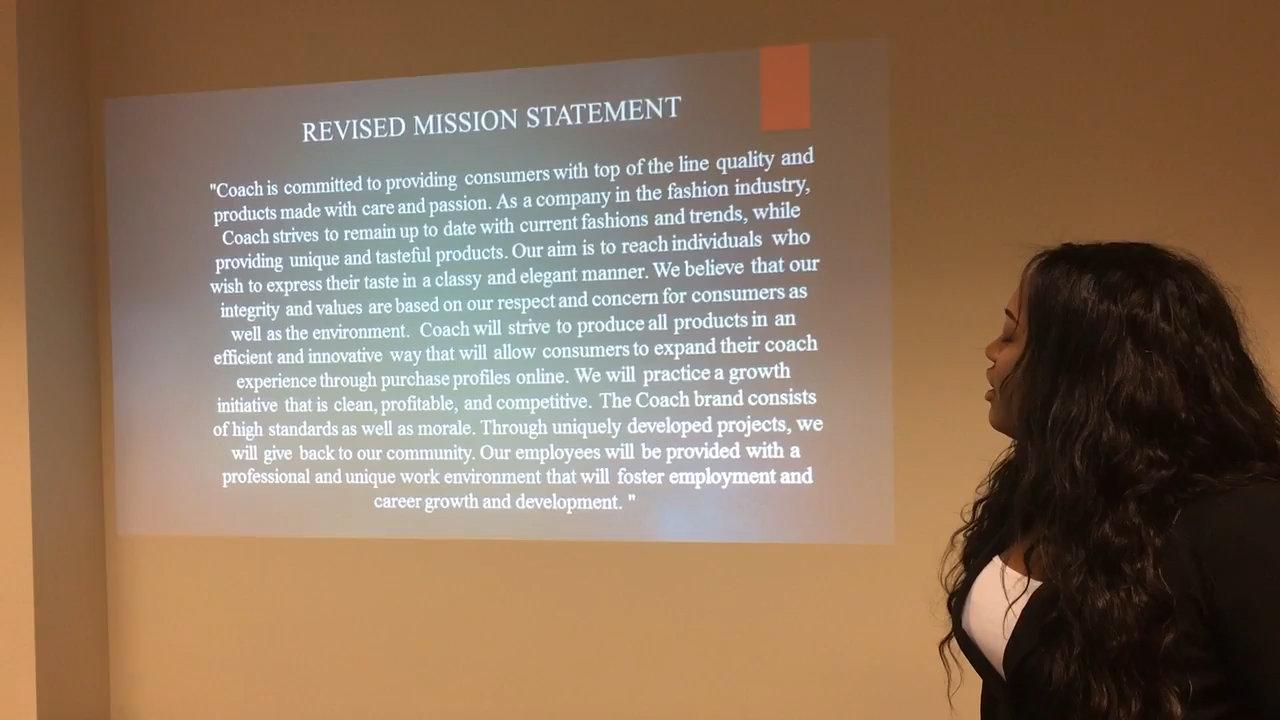 REVISED MISSION STATEMENT
"Coach is committed to providing consumers with top of the line quality and
products made with care and passion. As a company in the fashion industry,
Coach strives to remain up to date with current fashions and trends, while
providing unique and tasteful products. Our aim is to reach individuals who
wish to express their taste in a classy and elegant manner. We believe that our
integrity and values are based on our respect and concern for consumers as
well as the environment. Coach will strive to produce all products in an
efficient and innovative way that will allow consumers to expand their coach
experience through purchase profiles online. We will practice a growth
initiative that is clean, profitable, and competitive. The Coach brand consists
of high standards as well as morale. Through uniquely developed projects, we
will give back to our community. Our employees will be provided with a
professional and unique work environment that will foster employment and
career growth and development. "